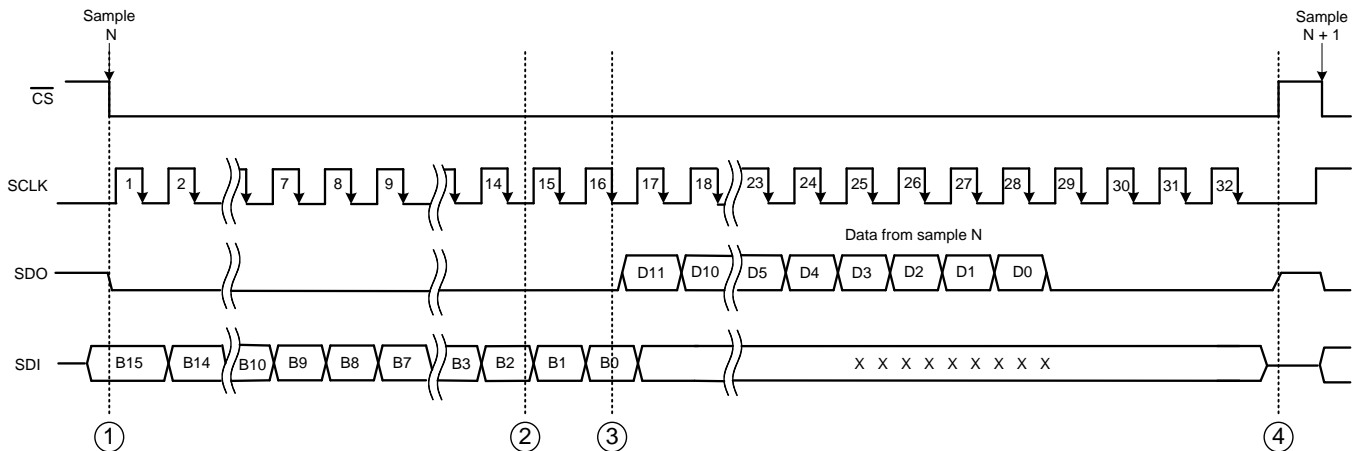 Sample
N
Sample
N + 1
CS
SCLK
1 2 7 8 9 14 15 16 17 18 23 24 25 26 27 28 29 30 31 32
Data from sample N
SDO
D11 D10 D5 D4 D3 D2 D1 D0
SDI
B15 B14 B10 B9 B8 B7 B3 B2 B1 B0 X X X X X X X X X
1 2 3 4